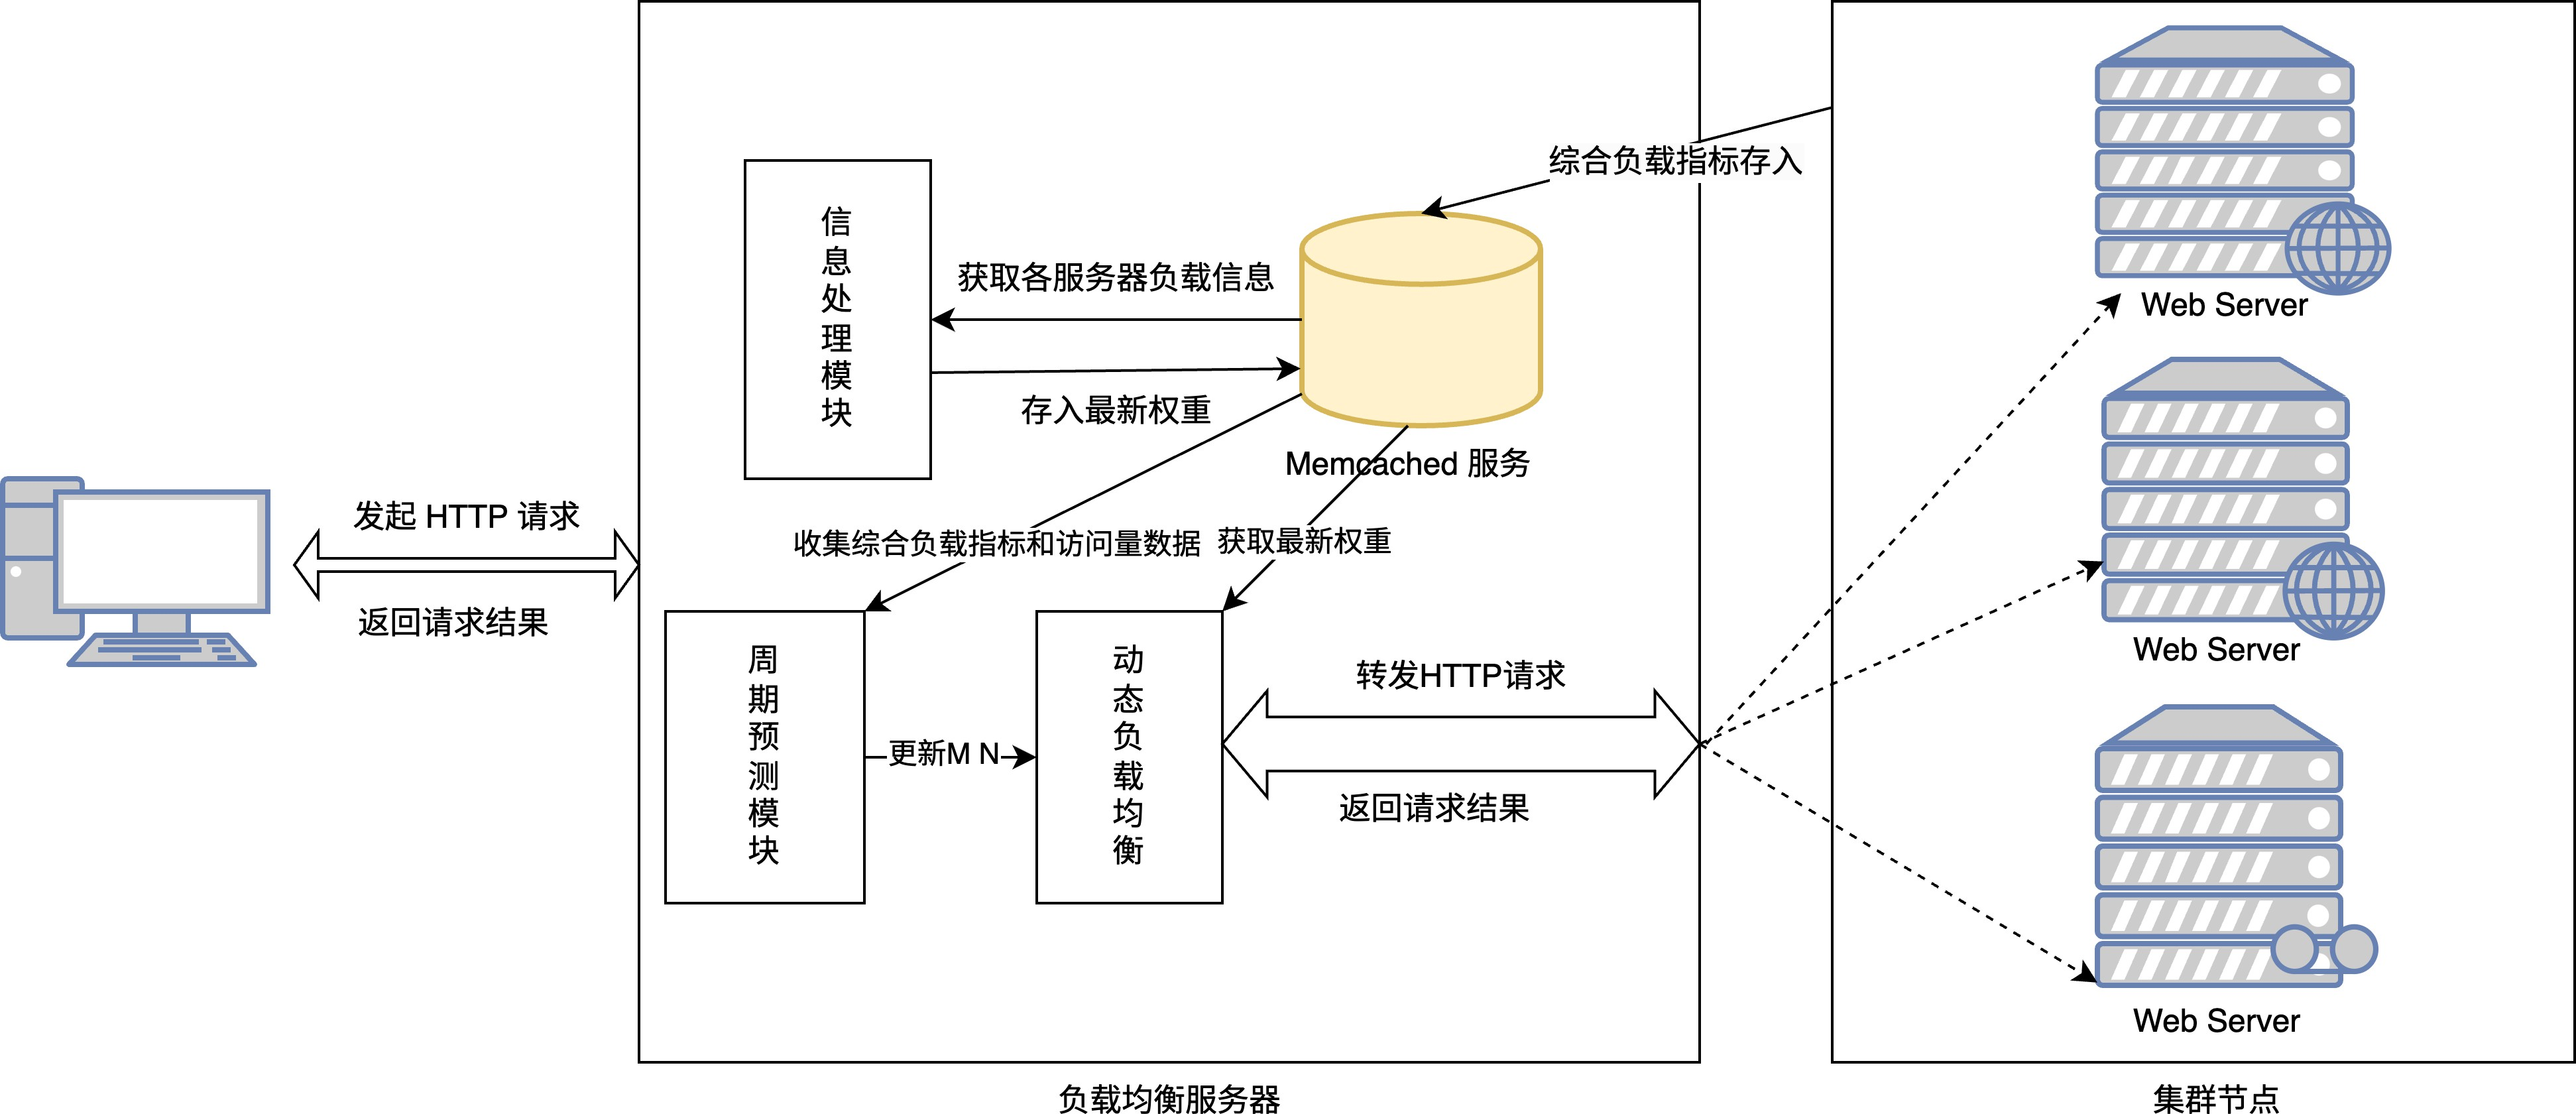 综合负载指标存入
信息处理模块
获取各服务器负载信息
存入最新权重
Memcached 服务
Web Server
发起 HTTP 请求
返回请求结果
收集综合负载指标和访问量数据
获取最新权重
Web Server
周期预测模块
更新M N
动态负载均衡
转发HTTP请求
返回请求结果
Web Server
负载均衡服务器
集群节点